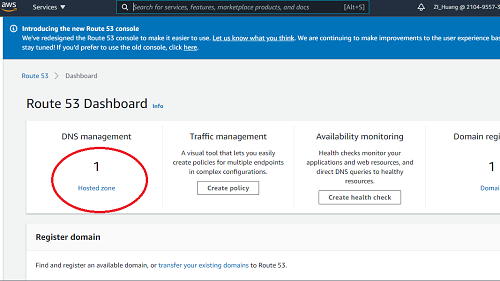 aws Services Search for services, features, marketplace products, and docs [Alt+S] ZI_Huang @ 2104-9557-3
Introducing the new Route 53 console
We've redesigned the Route 53 console to make it easier to use. Let us know what you think. We are continuing to make improvements to the user experience bas
stay tuned! If you'd prefer to use the old console, click here.
Route 53 > Dashboard
Route 53 Dashboard Info
DNS management
1
Hosted zone
Traffic management
A visual tool that lets you easily
create policies for multiple endpoints
in complex configurations.
Create policy
Availability monitoring
Health checks monitor your
applications and web resources, and
direct DNS queries to healthy
resources.
Create health check
Domain regi
1
Domai
Register domain
Find and register an available domain, or transfer your existing domains to Route 53.